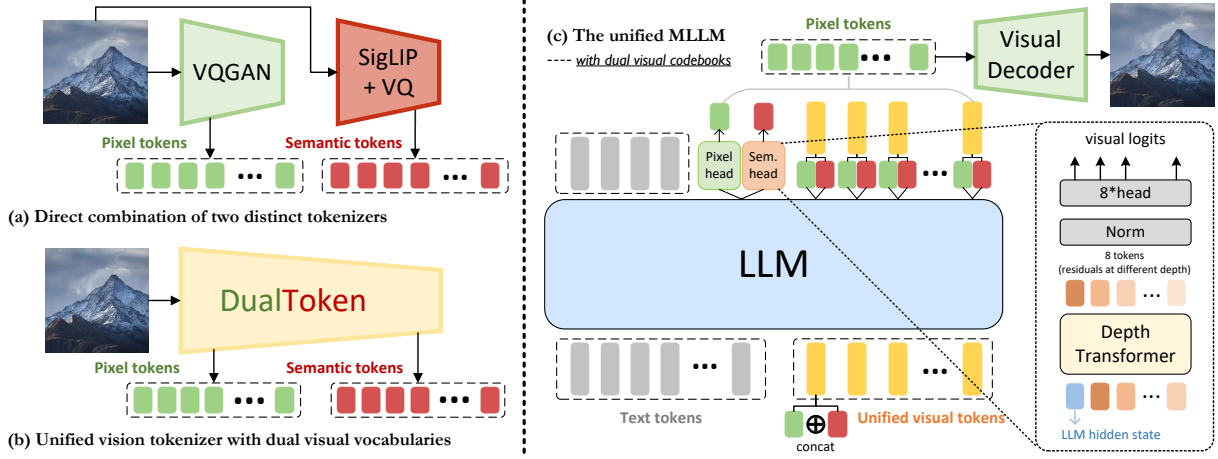 VQGAN
SigLIP
+ VQ
Pixel tokens
Semantic tokens
(a) Direct combination of two distinct tokenizers
DualToken
Pixel tokens
Semantic tokens
(b) Unified vision tokenizer with dual visual vocabularies
(c) The unified MLLM
with dual visual codebooks
Pixel tokens
Visual
Decoder
Pixel
head
Sem.
head
LLM
Text tokens
Unified visual tokens
concat
visual logits
8*head
Norm
8 tokens
(residuals at different depth)
Depth
Transformer
LLM hidden state